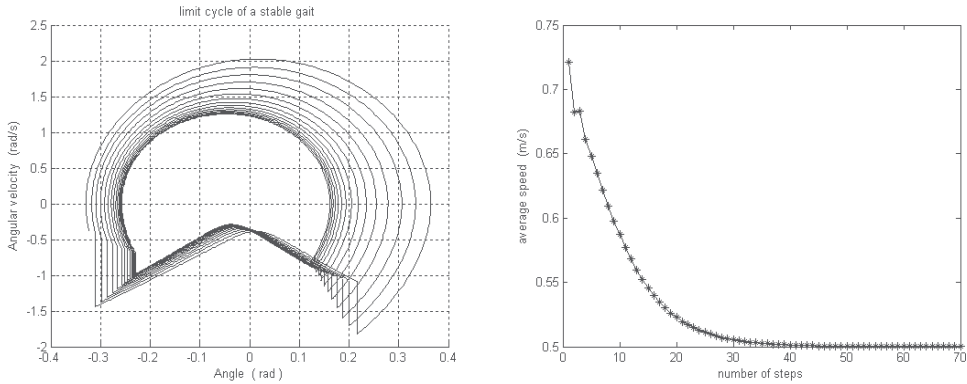 limit cycle of a stable gait
2.5
2
1.5
1
0.5
0
-0.5
-1
-1.5
-2
-0.4 -0.3 -0.2 -0.1 0 0.1 0.2 0.3 0.4
Angular velocity (rad/s)
Angle ( rad )
0.75
0.7
0.65
0.6
0.55
0.5
0 10 20 30 40 50 60 70
average speed (m/s)
number of steps